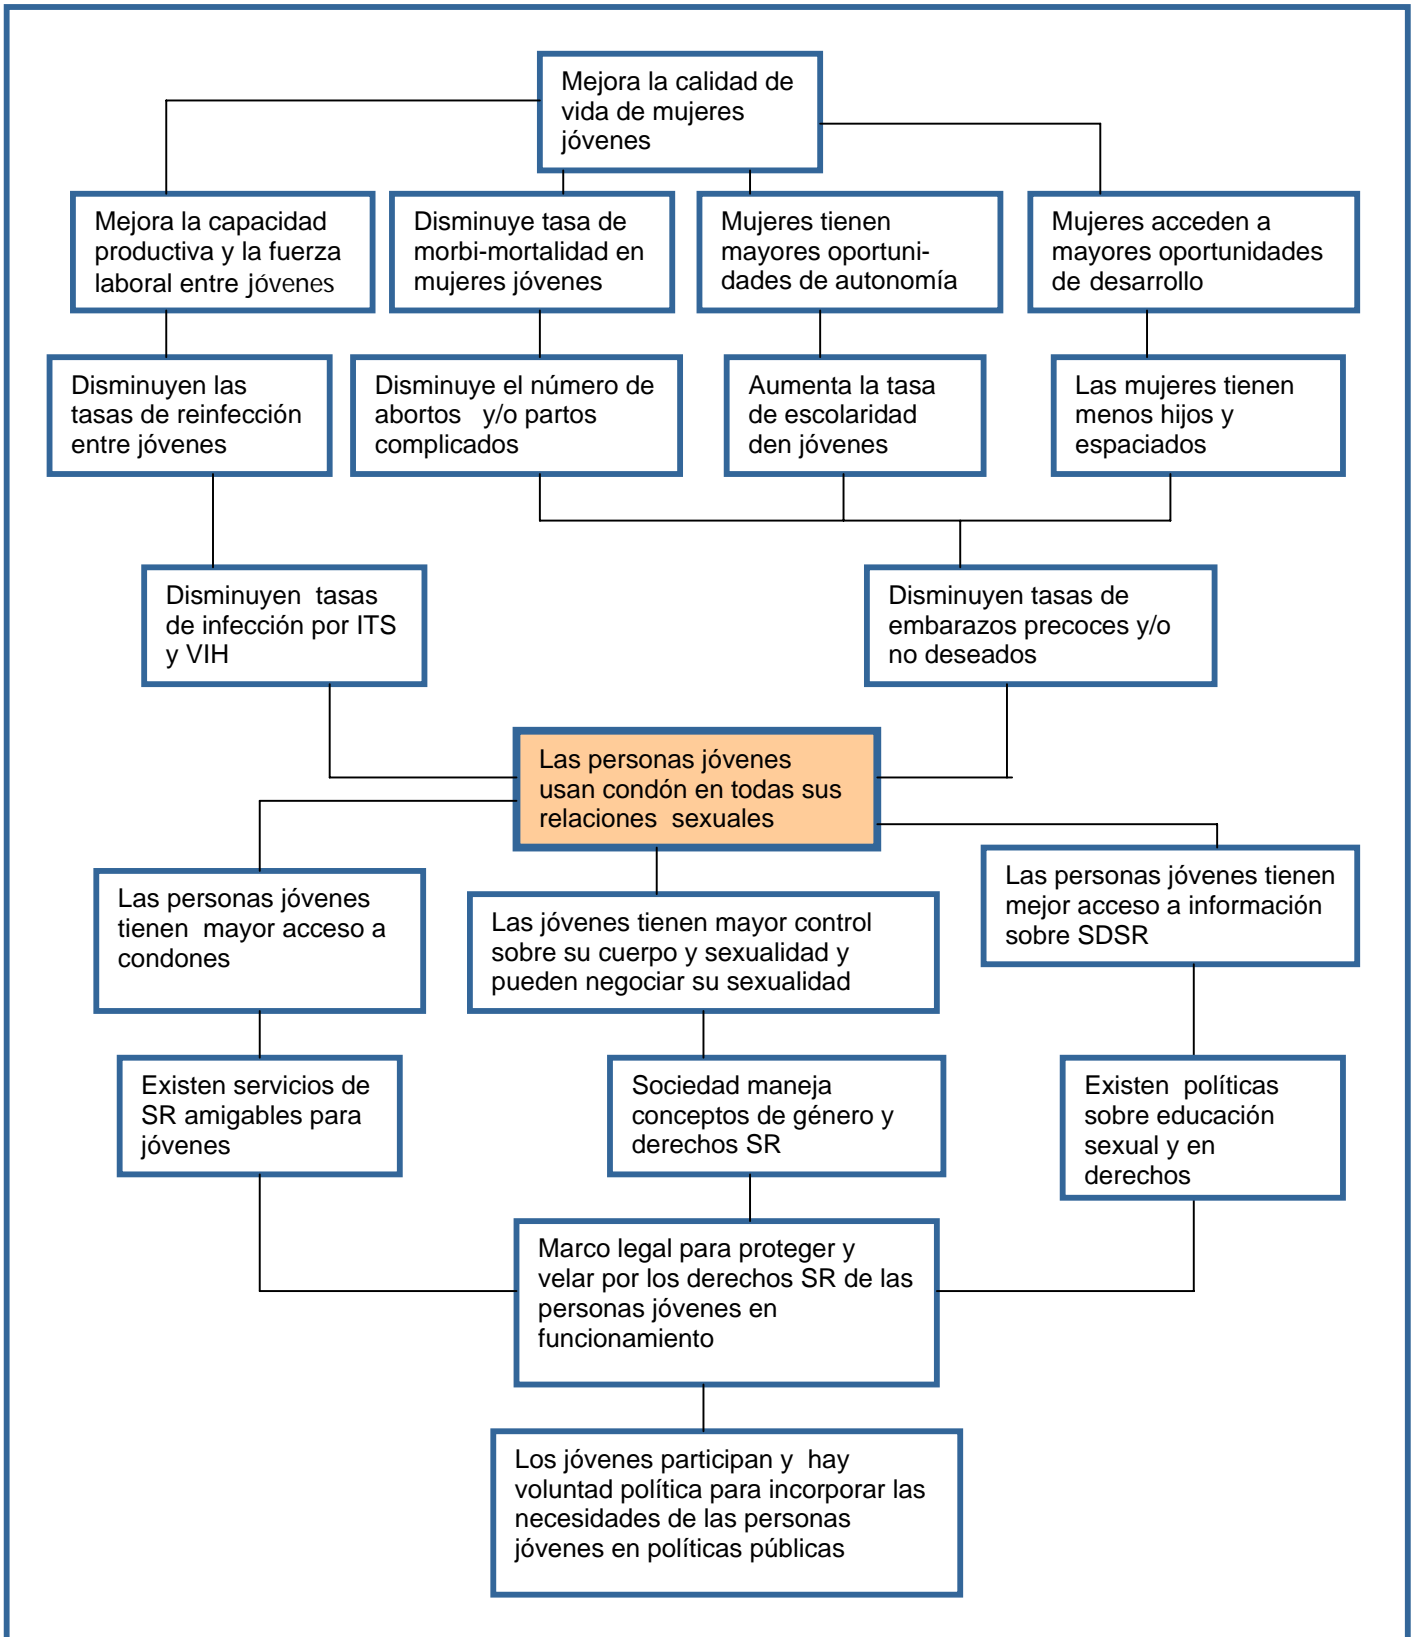 Mejora la calidad de
vida de mujeres
jóvenes
Mejora la capacidad
productiva y la fuerza
laboral entre jóvenes
Disminuye tasa de
morbi-mortalidad en
mujeres jóvenes
Mujeres tienen
mayores oportuni-
dades de autonomía
Mujeres acceden a
mayores oportunidades
de desarrollo
Disminuyen las
tasas de reinfección
entre jóvenes
Disminuye el número de
abortos y/o partos
complicados
Aumenta la tasa
de escolaridad
den jóvenes
Las mujeres tienen
menos hijos y
espaciados
Disminuyen tasas
de infección por ITS
y VIH
Disminuyen tasas de
embarazos precoces y/o
no deseados
Las personas jóvenes
usan condón en todas sus
relaciones sexuales
Las personas jóvenes
tienen mayor acceso a
condones
Las jóvenes tienen mayor control
sobre su cuerpo y sexualidad y
pueden negociar su sexualidad
Las personas jóvenes tienen
mejor acceso a información
sobre SDSR
Existen servicios de
SR amigables para
jóvenes
Sociedad maneja
conceptos de género y
derechos SR
Existen políticas
sobre educación
sexual y en
derechos
Marco legal para proteger y
velar por los derechos SR de las
personas jóvenes en
funcionamiento
Los jóvenes participan y hay
voluntad política para incorporar las
necesidades de las personas
jóvenes en políticas públicas